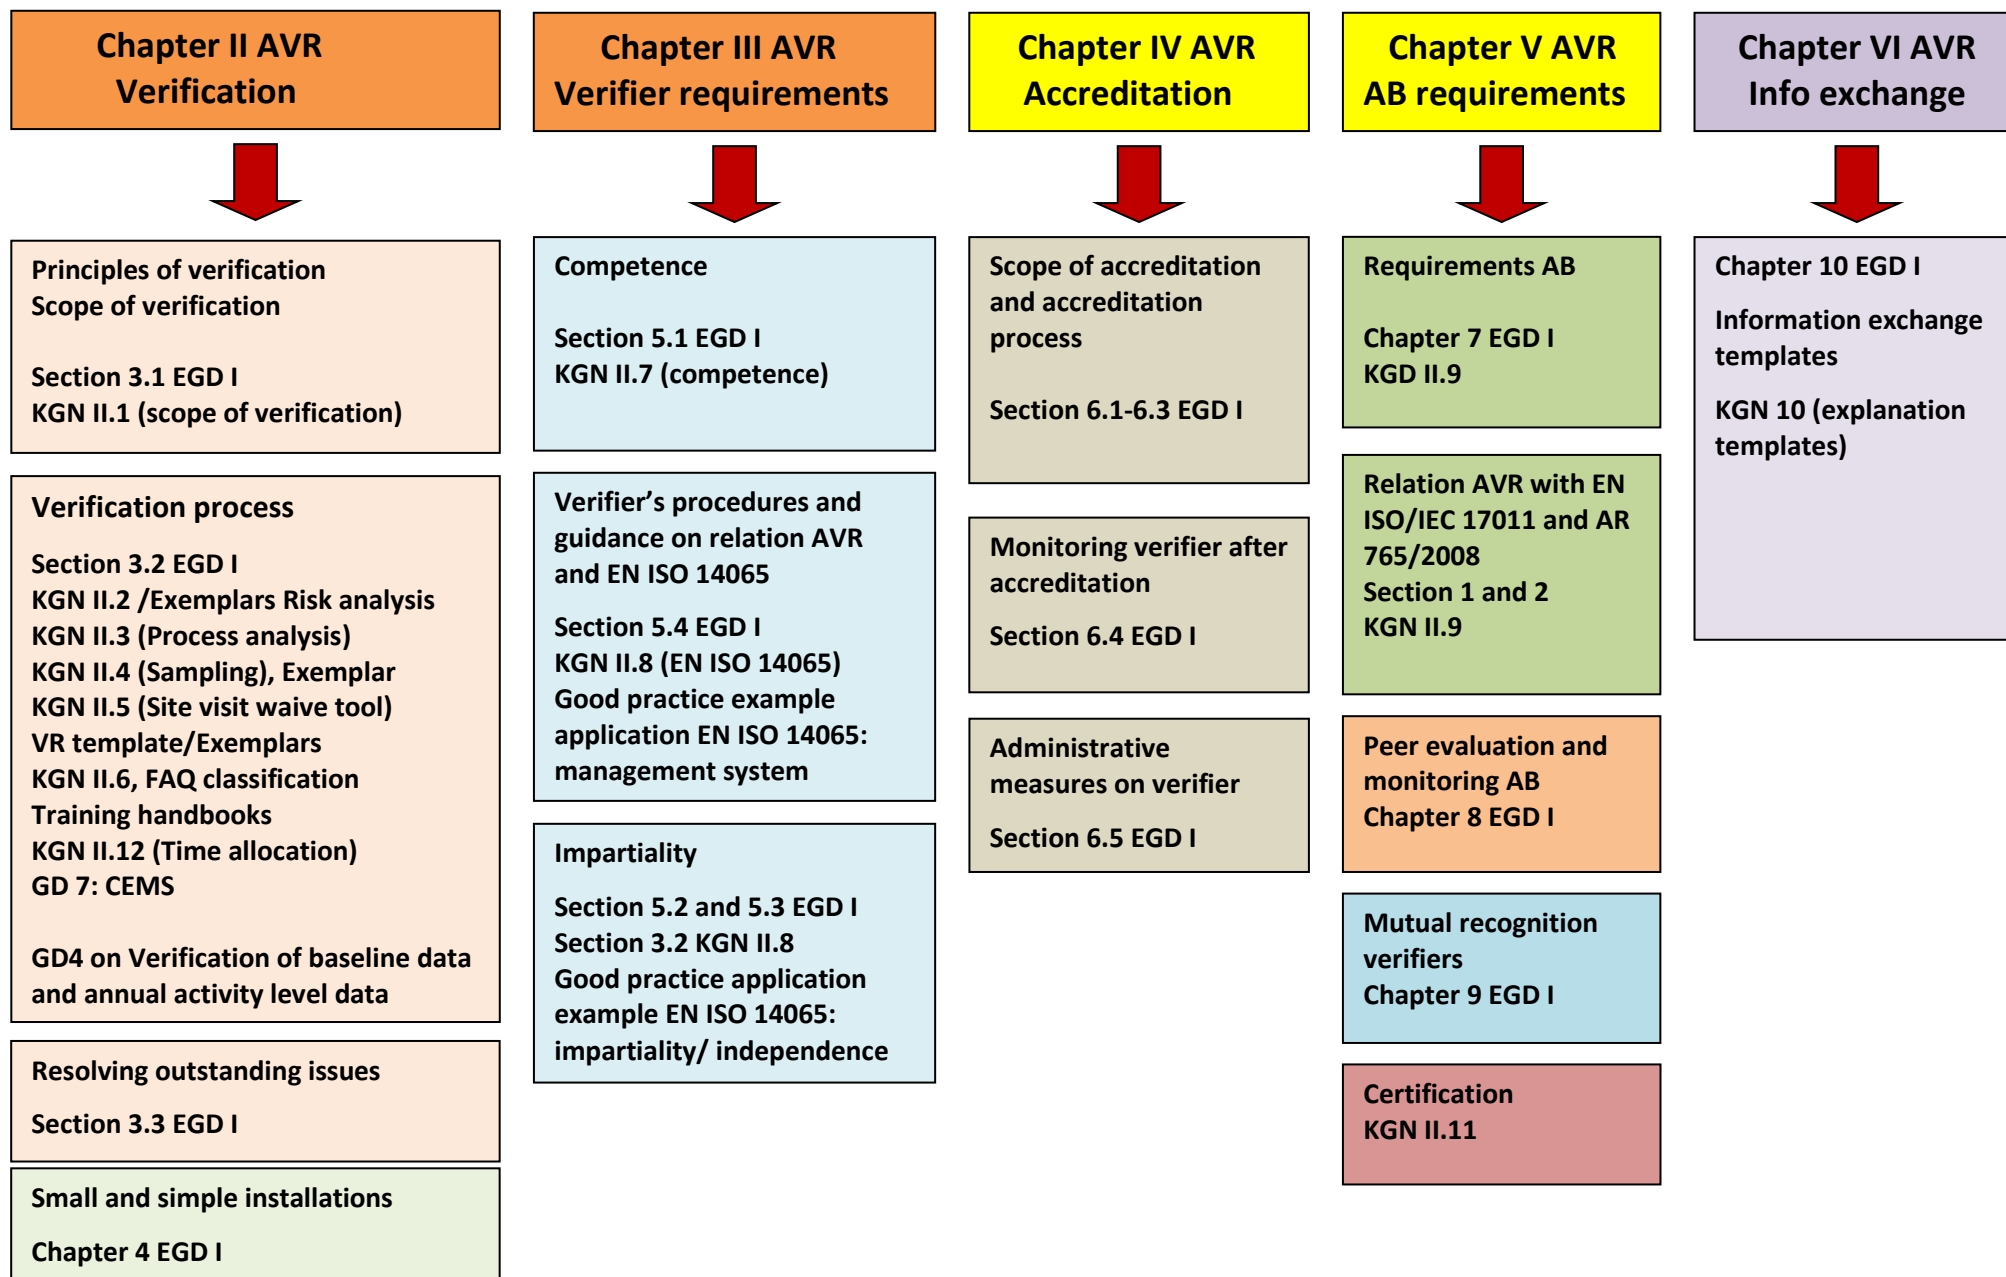 Chapter II AVR
Verification
Principles of verification
Scope of verification
Section 3.1 EGD I
KGN II.1 (scope of verification)
Verification process
Section 3.2 EGD I
KGN II.2 /Exemplars Risk analysis
KGN II.3 (Process analysis)
KGN II.4 (Sampling), Exemplar
KGN II.5 (Site visit waive tool)
VR template/Exemplars
KGN II.6, FAQ classification
Training handbooks
KGN II.12 (Time allocation)
GD 7: CEMS
GD4 on Verification of baseline data
and annual activity level data
Resolving outstanding issues
Section 3.3 EGD I
Small and simple installations
Chapter 4 EGD I
Chapter III AVR
Verifier requirements
Competence
Section 5.1 EGD I
KGN II.7 (competence)
Verifier’s procedures and
guidance on relation AVR
and EN ISO 14065
Section 5.4 EGD I
KGN II.8 (EN ISO 14065)
Good practice example
application EN ISO 14065:
management system
Impartiality
Section 5.2 and 5.3 EGD I
Section 3.2 KGN II.8
Good practice application
example EN ISO 14065:
impartiality/ independence
Chapter IV AVR
Accreditation
Scope of accreditation
and accreditation
process
Section 6.1-6.3 EGD I
Monitoring verifier after
accreditation
Section 6.4 EGD I
Administrative
measures on verifier
Section 6.5 EGD I
Chapter V AVR
AB requirements
Requirements AB
Chapter 7 EGD I
KGD II.9
Relation AVR with EN
ISO/IEC 17011 and AR
765/2008
Section 1 and 2
KGN II.9
Peer evaluation and
monitoring AB
Chapter 8 EGD I
Mutual recognition
verifiers
Chapter 9 EGD I
Certification
KGN II.11
Chapter VI AVR
Info exchange
Chapter 10 EGD I
Information exchange
templates
KGN 10 (explanation
templates)